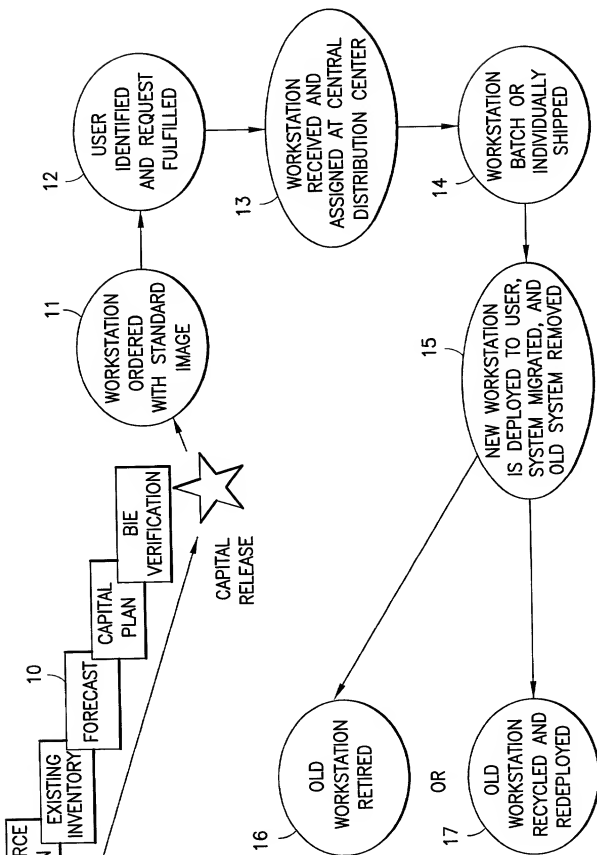 RCE
N
EXISTING
INVENTORY
10
FORECAST
CAPITAL
PLAN
BIE
VERIFICATION
CAPITAL
RELEASE
11
WORKSTATION
ORDERED
WITH STANDARD
IMAGE
12
USER
IDENTIFIED
AND REQUEST
FULFILLED
13
WORKSTATION
RECEIVED AND
ASSIGNED AT CENTRAL
DISTRIBUTION CENTER
14
WORKSTATION
BATCH OR
INDIVIDUALLY
SHIPPED
15
NEW WORKSTATION
IS DEPLOYED TO USER,
SYSTEM MIGRATED, AND
OLD SYSTEM REMOVED
16
OLD
WORKSTATION
RETIRED
OR
17
OLD
WORKSTATION
RECYCLED AND
REDEPLOYED